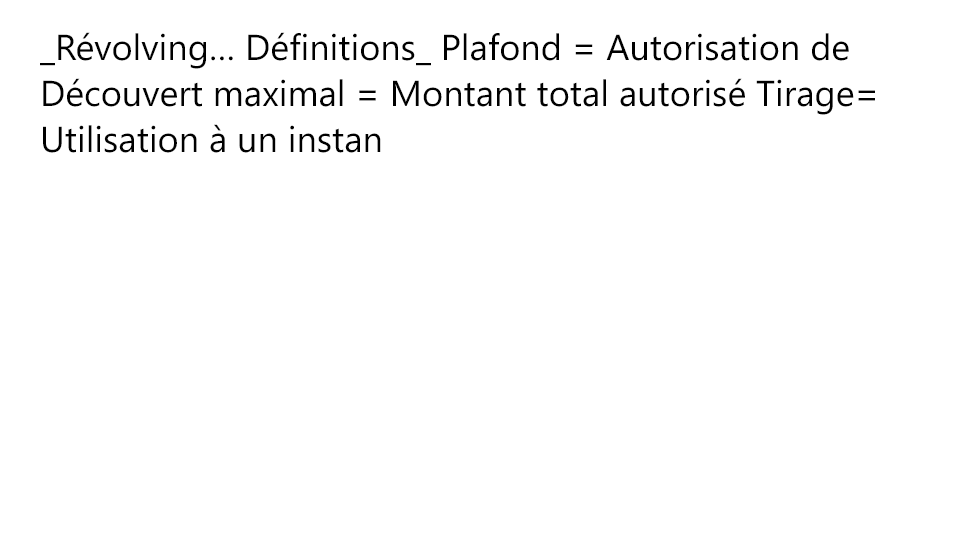 _Révolving... Définitions_ Plafond = Autorisation de
Découvert maximal = Montant total autorisé Tirage=
Utilisation à un instan